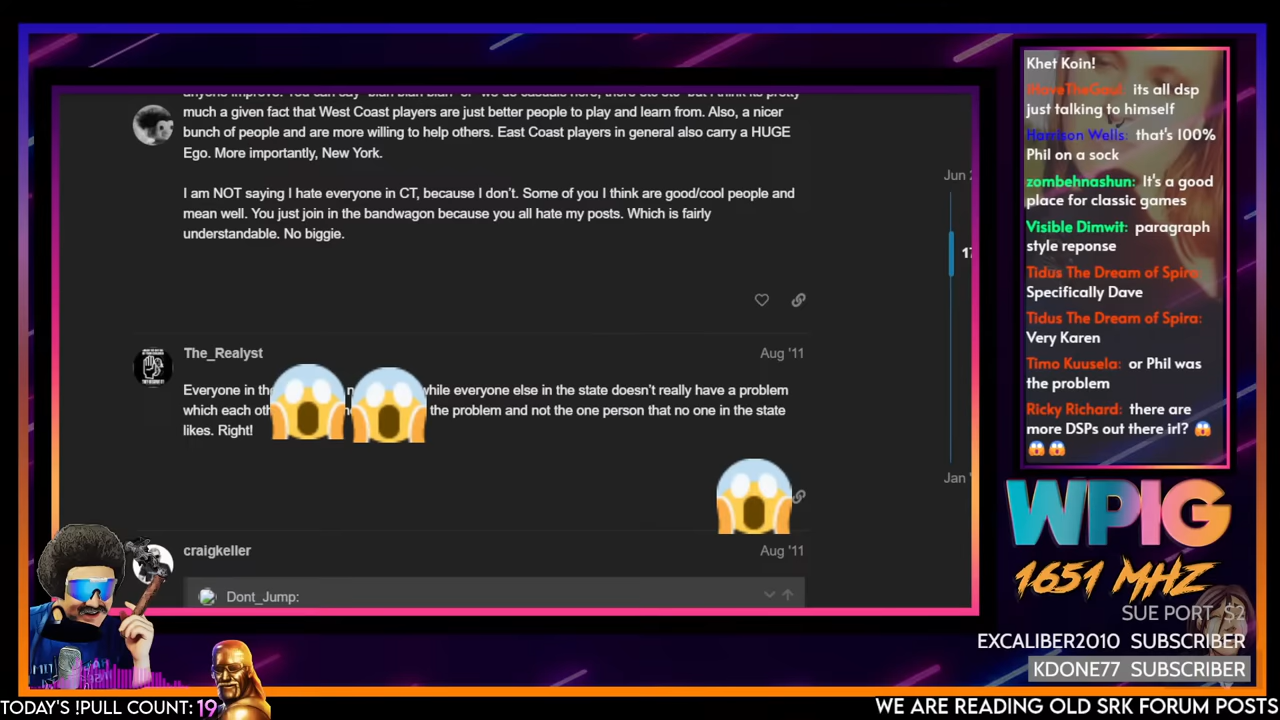 anyone improve. You can say
much a given fact that West Coast players are just better people to play and learn from. Also, a nicer
bunch of people and are more willing to help others. East Coast players in general also carry a HUGE
Ego. More importantly, New York.
I am NOT saying I hate everyone in CT, because I don't. Some of you I think are good/cool people and
mean well. You just join in the bandwagon because you all hate my posts. Which is fairly
understandable. No biggie.
Jun 2
17
The_Realyst
Aug '11
Everyone in the while everyone else in the state doesn't really have a problem
which each the problem and not the one person that no one in the state
likes. Right!
Jan '
craigkeller
Aug '11
Dont_Jump:
Khet Koin!
its all dsp
just talking to himself
Harrison Wells: that's 100%
Phil on a sock
zombehnashun: It's a good
place for classic games
Visible Dimwit: paragraph
style reponse
Tidus The Dream of Spira:
Specifically Dave
Tidus The Dream of Spira:
Very Karen
Timo Kuusela: or Phil was
the problem
Ricky Richard: there are
more DSPs out there irl? 😱
😱 😱
WPIG
1651 MHZ
SUE PORT $2
EXCALIBER2010 SUBSCRIBER
KDONE77 SUBSCRIBER
TODAY'S !PULL COUNT: 19
WE ARE READING OLD SRK FORUM POSTS